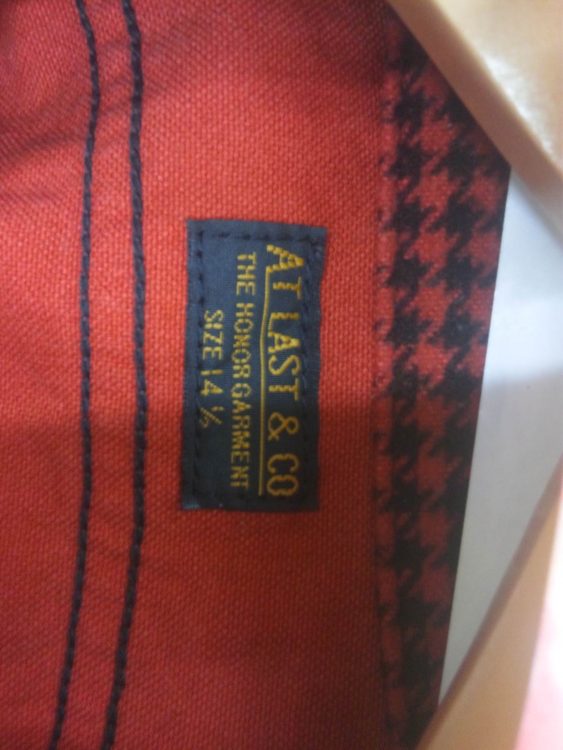 AT LAST & CO
THE HONOR GARMENT
SIZE 14 ½